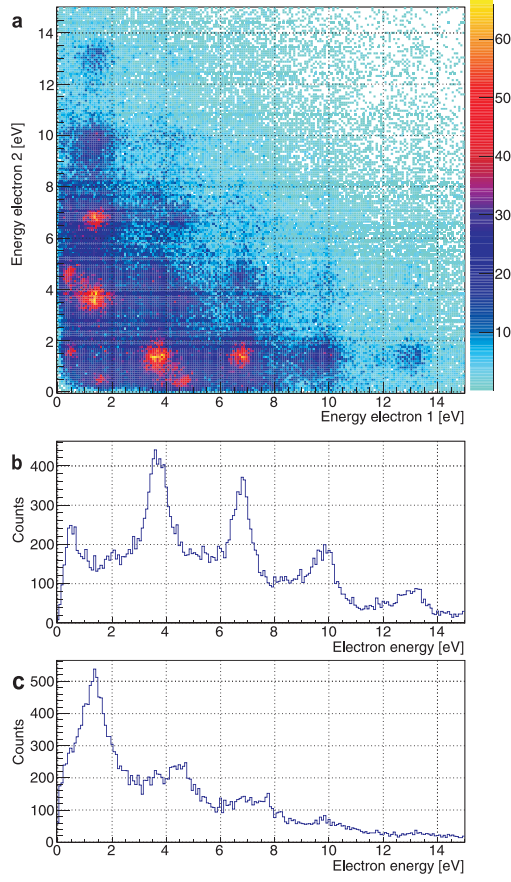 a
Energy electron 2 [eV]
14
12
10
8
6
4
2
0
0 2 4 6 8 10 12 14
Energy electron 1 [eV]
60
50
40
30
20
10
b
Counts
400
300
200
100
0
0 2 4 6 8 10 12 14
Electron energy [eV]
c
Counts
500
400
300
200
100
0
0 2 4 6 8 10 12 14
Electron energy [eV]